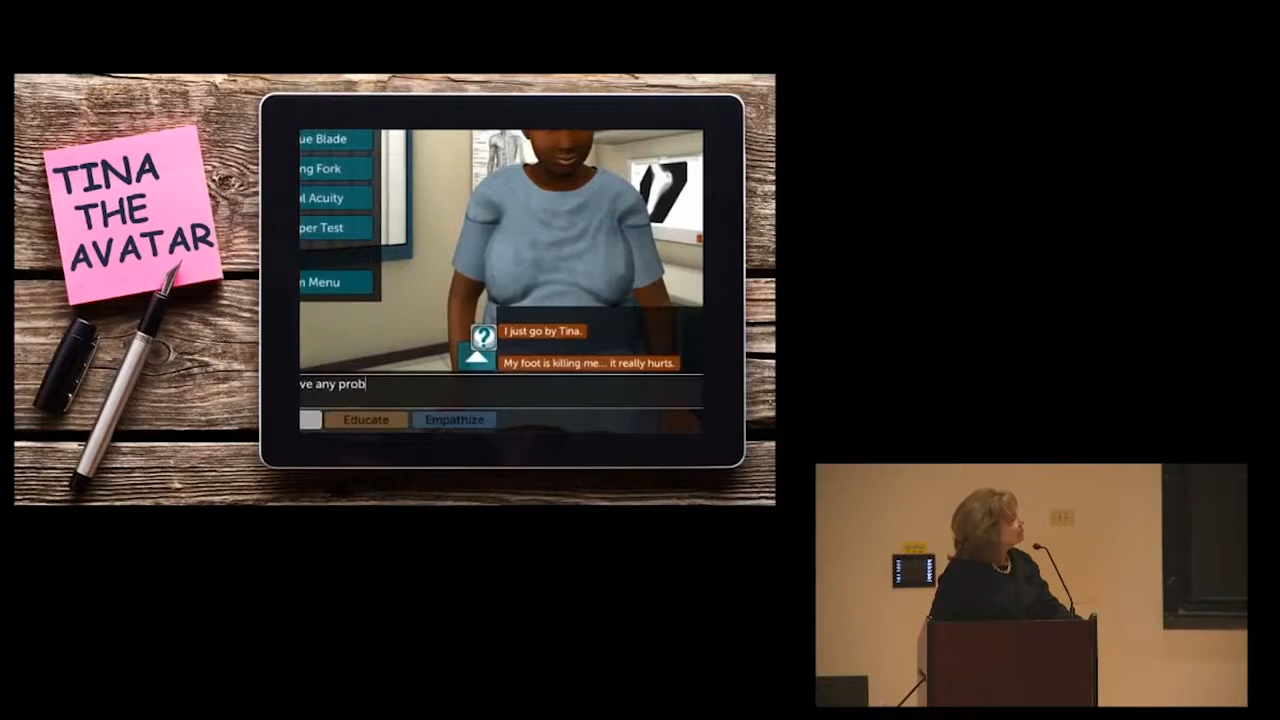 TINA
THE
AVATAR
ue Blade
ng Fork
l Acuity
per Test
n Menu
I just go by Tina.
My foot is killing me... it really hurts.
ve any prob
Educate
Empathize